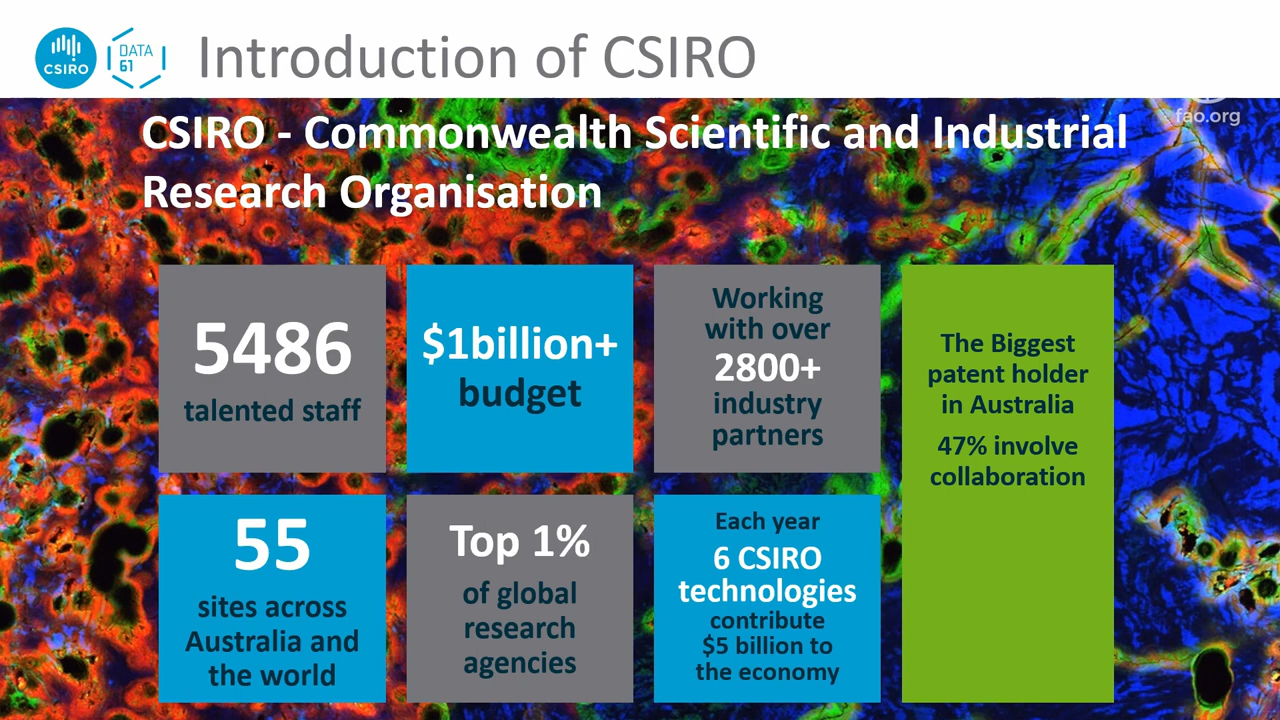 CSIRO
DATA
61
Introduction of CSIRO
fao.org
CSIRO - Commonwealth Scientific and Industrial
Research Organisation
5486
talented staff
$1billion+
budget
Working
with over
2800+
industry
partners
The Biggest
patent holder
in Australia
47% involve
collaboration
55
sites across
Australia and
the world
Top 1%
of global
research
agencies
Each year
6 CSIRO
technologies
contribute
$5 billion to
the economy